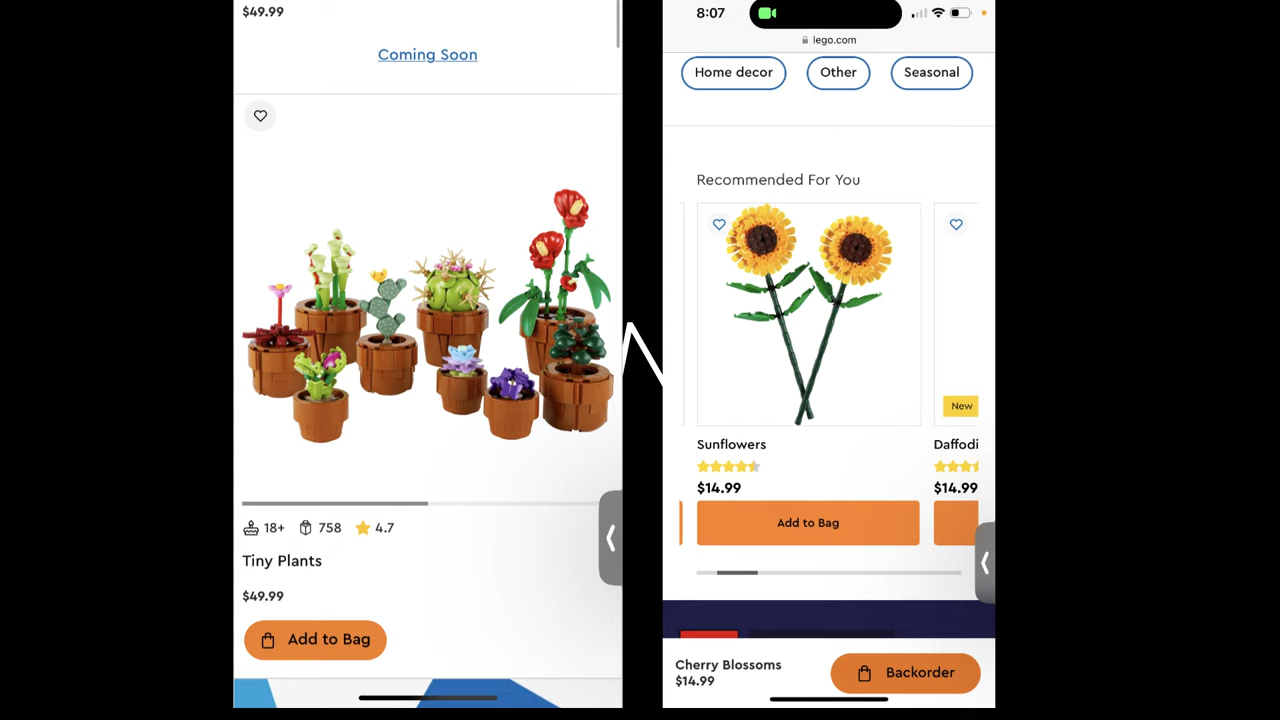 $49.99
Coming Soon
18+ 758 4.7
Tiny Plants
$49.99
Add to Bag
8:07
lego.com
Home decor Other Seasonal
Recommended For You
New
Sunflowers Daffodi
$14.99 $14.99
Add to Bag
Cherry Blossoms
$14.99
Backorder